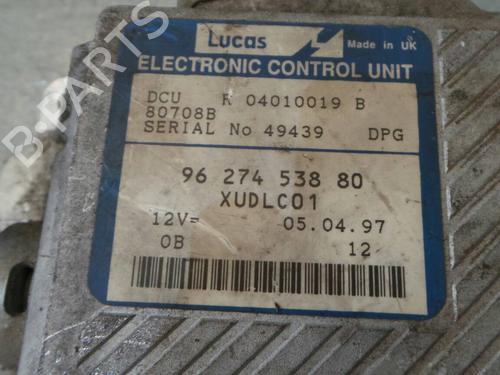 Lucas Made in UK
ELECTRONIC CONTROL UNIT
DCU R 04010019 B
80708B
SERIAL No 49439 DPG
96 274 538 80
XUDLC01
12V= 05.04.97
0B 12